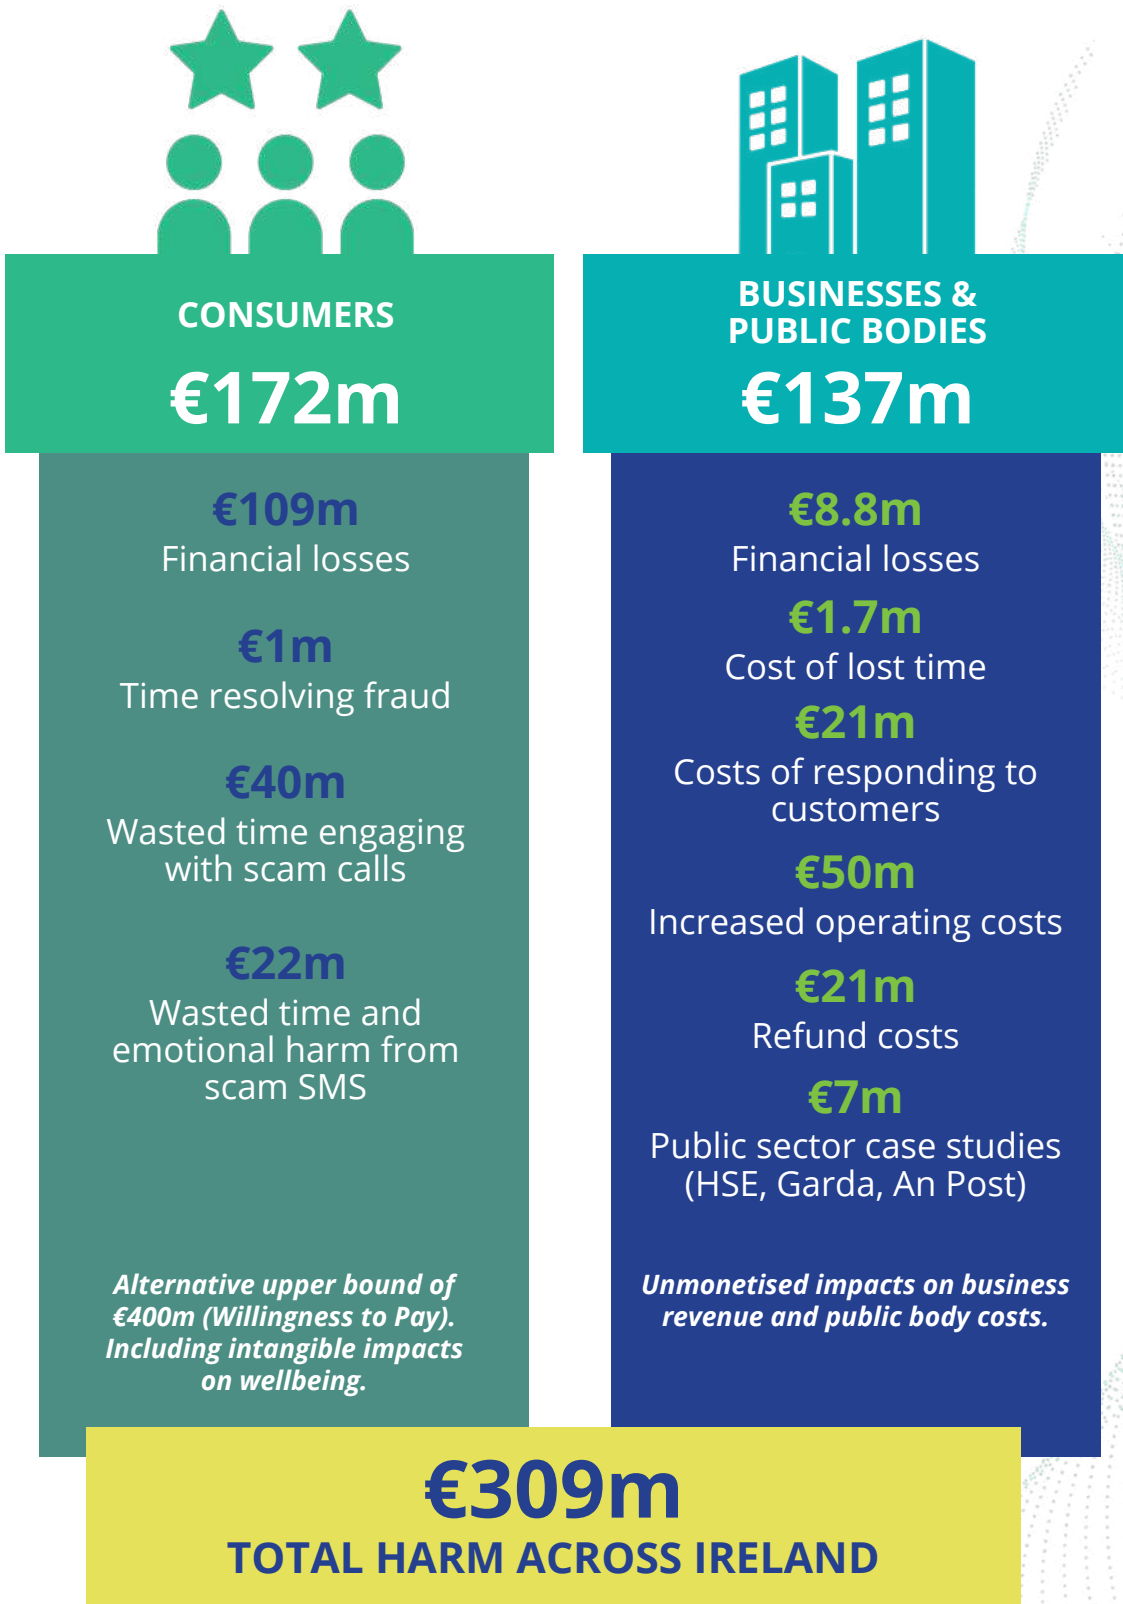 CONSUMERS
€172m
€109m
Financial losses
€1m
Time resolving fraud
€40m
Wasted time engaging
with scam calls
€22m
Wasted time and
emotional harm from
scam SMS
Alternative upper bound of
€400m (Willingness to Pay).
Including intangible impacts
on wellbeing.
BUSINESSES &
PUBLIC BODIES
€137m
€8.8m
Financial losses
€1.7m
Cost of lost time
€21m
Costs of responding to
customers
€50m
Increased operating costs
€21m
Refund costs
€7m
Public sector case studies
(HSE, Garda, An Post)
Unmonetised impacts on business
revenue and public body costs.
€309m
TOTAL HARM ACROSS IRELAND